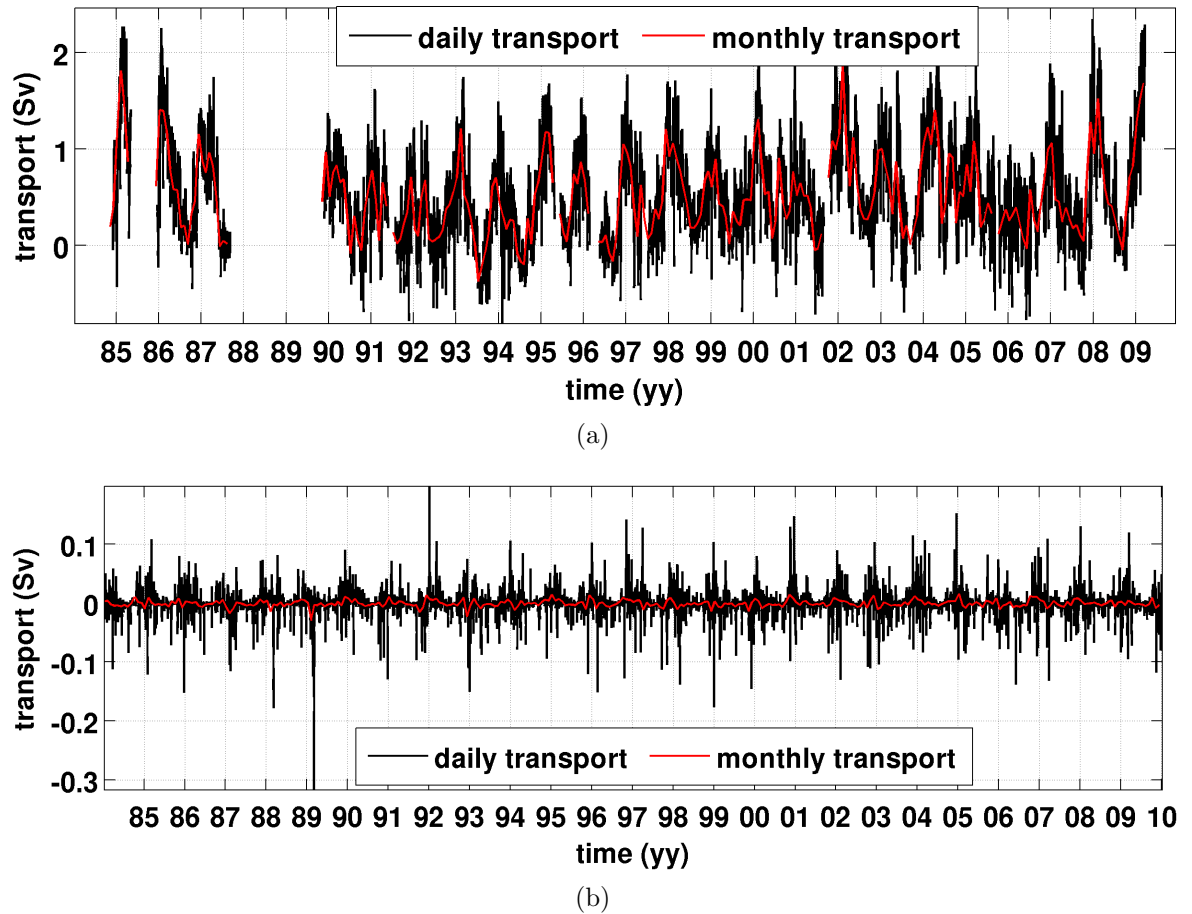 daily transport monthly transport
transport (Sv)
2
1
0
85 86 87 88 89 90 91 92 93 94 95 96 97 98 99 00 01 02 03 04 05 06 07 08 09
time (yy)
(a)
transport (Sv)
0.1
0
-0.1
-0.2
-0.3
daily transport monthly transport
85 86 87 88 89 90 91 92 93 94 95 96 97 98 99 00 01 02 03 04 05 06 07 08 09 10
time (yy)
(b)